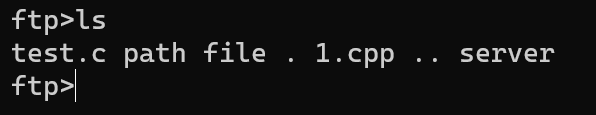 ftp>ls
test.c path file . 1.cpp .. server
ftp>